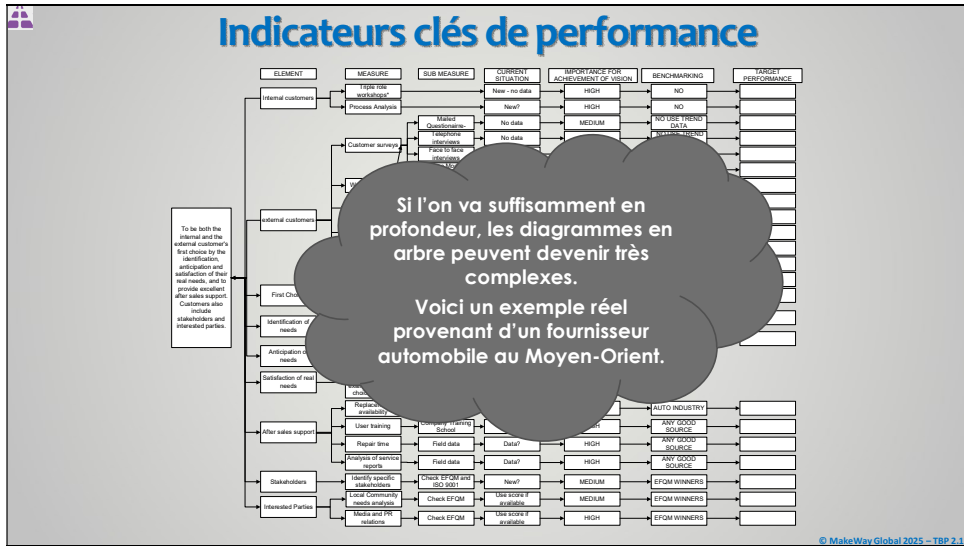 Indicateurs clés de performance
ELEMENT
MEASURE
SUB MEASURE
CURRENT
SITUATION
IMPORTANCE FOR
ACHIEVEMENT OF VISION
BENCHMARKING
TARGET
PERFORMANCE
Internal customers
Triple role
workshops"
New - no data
HIGH
NO
Process Analysis
New?
HIGH
NO
Customer surveys
Mailed
Questionairre-
No data
MEDIUM
NO USE TREND
DATA
Telephone
interviews
No data
Face to face
interviews
external customers
To be both the
internal and the
external customer's
first choice by the
identification,
anticipation and
satisfaction of their
real needs, and to
provide excellent
after sales support.
Customers also
include
stakeholders and
interested parties.
Si l'on va suffisamment en
profondeur, les diagrammes en
arbre peuvent devenir très
complexes.
Voici un exemple réel
provenant d'un fournisseur
automobile au Moyen-Orient.
First
Identification of
needs
Anticipation
needs
Satisfaction of real
needs
After sales support
availability
AUTO INDUSTRY
User training
Company Training
School
ANY GOOD
SOURCE
Repair time
Field data
Data?
HIGH
ANY GOOD
SOURCE
Analysis of service
reports
Field data
Data?
HIGH
ANY GOOD
SOURCE
Stakeholders
Identify specific
stakeholders
Check EFQM and
ISO 9001
New?
MEDIUM
EFQM WINNERS
Interested Parties
Local Community
needs analysis
Check EFQM
Use score if
available
MEDIUM
EFQM WINNERS
Media and PR
relations
Check EFQM
Use score if
available
HIGH
EFQM WINNERS
© MakeWay Global 2025 – TBP 2.1